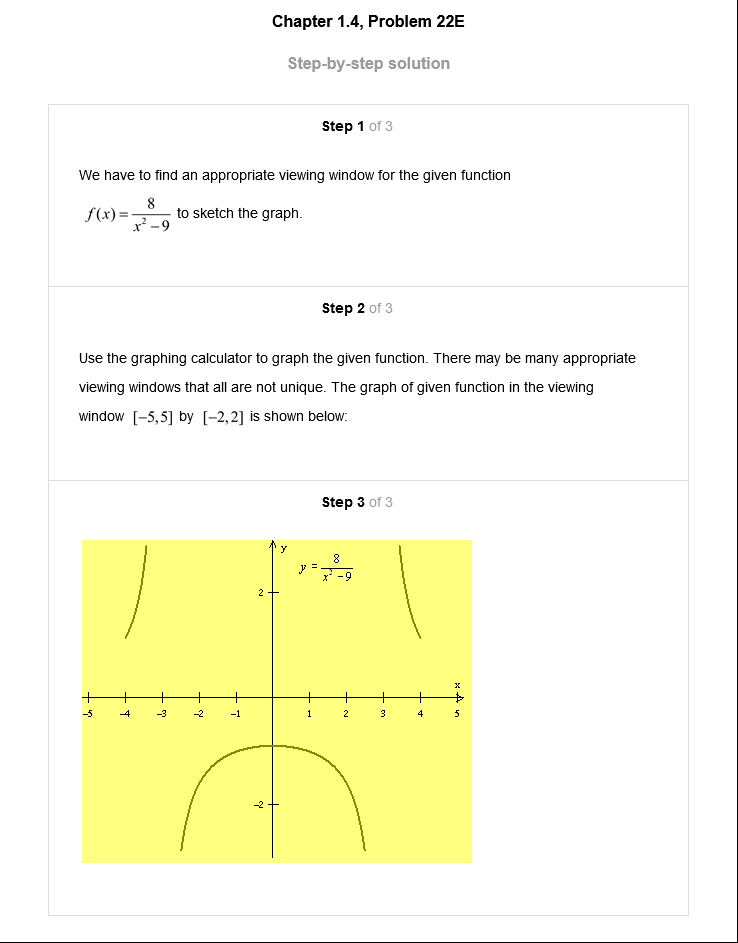 Chapter 1.4, Problem 22E
Step-by-step solution
Step 1 of 3
We have to find an appropriate viewing window for the given function
f(x) = 8/(x² − 9) to sketch the graph.
Step 2 of 3
Use the graphing calculator to graph the given function. There may be many appropriate
viewing windows that all are not unique. The graph of given function in the viewing
window [−5,5] by [−2,2] is shown below:
Step 3 of 3
y
y = 8/(x² − 9)
2
x
−5 −4 −3 −2 −1 1 2 3 4 5
−2